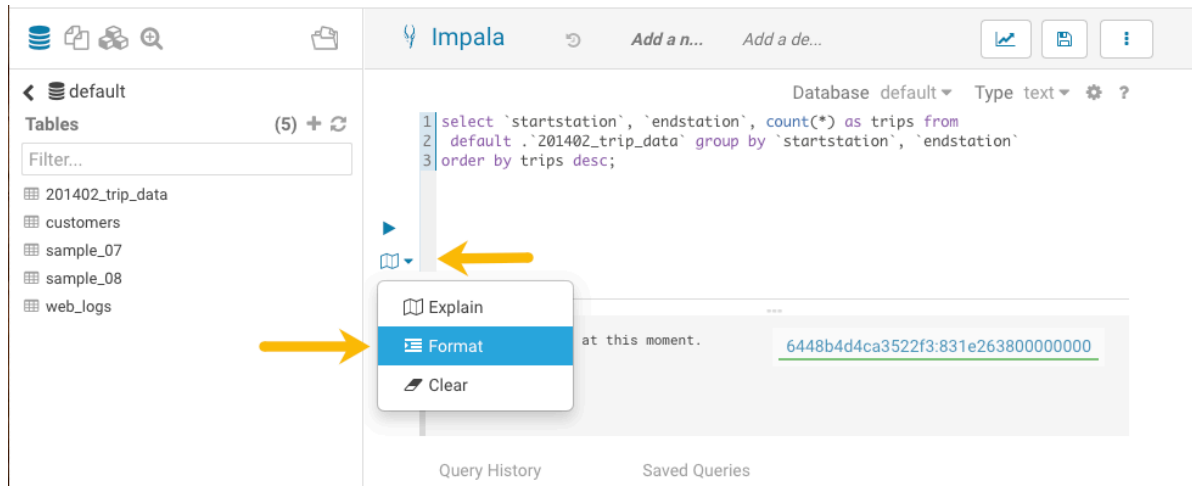 Impala
Add a n...
Add a de...
default
Database default
Type text
?
Tables
(5)
Filter...
1 select `startstation`, `endstation`, count(*) as trips from
2 default .`201402_trip_data` group by `startstation`, `endstation`
3 order by trips desc;
201402_trip_data
customers
sample_07
sample_08
web_logs
Explain
Format
at this moment.
6448b4d4ca3522f3:831e263800000000
Clear
Query History
Saved Queries